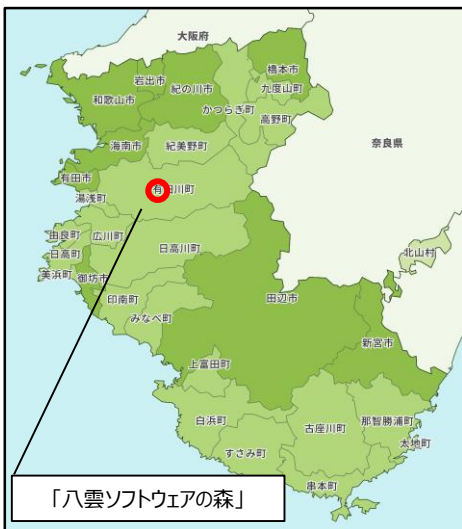 大阪府
橋本市
岩出市
紀の川市
九度山町
和歌山市
かつらぎ町
高野町
海南市
紀美野町
奈良県
有田市
有田川町
湯浅町
由良町
広川町
日高川町
北山村
日高町
美浜町
御坊市
田辺市
印南町
みなべ町
新宮市
上富田町
白浜町
古座川町
那智勝浦町
太地町
すさみ町
串本町
「八雲ソフトウェアの森」